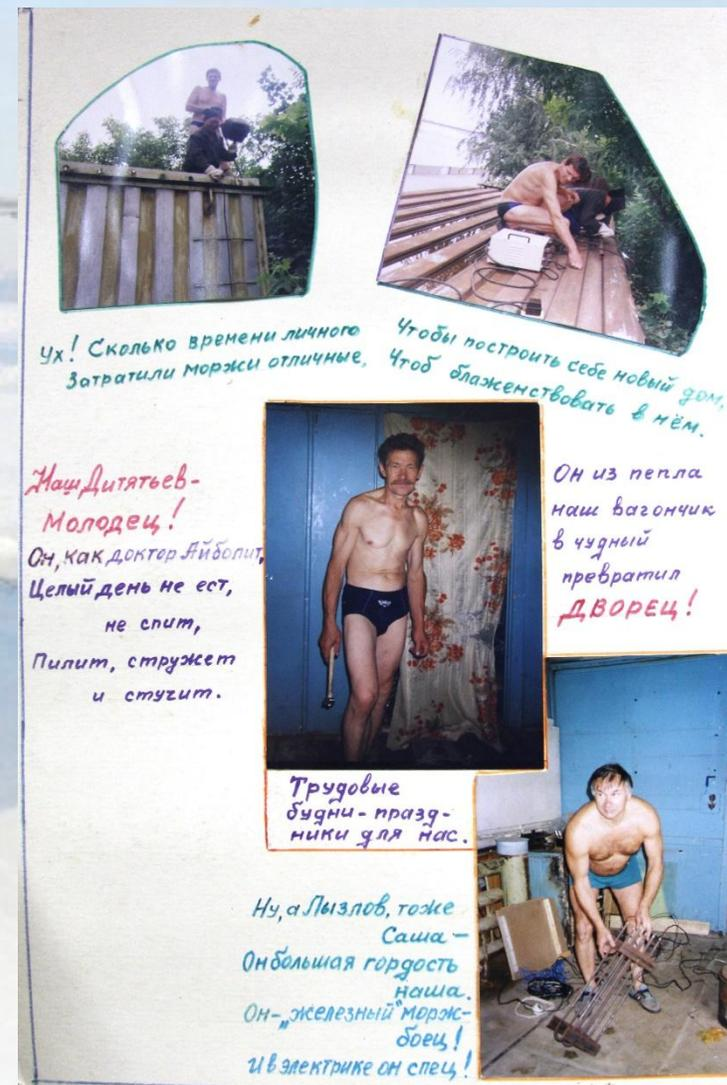 Ух! Сколько времени личного
Затратили моржи отличные,
Чтобы построить себе новый дом,
Чтоб блаженствовать в нём.
Наш Дитятьев-
Молодец!
Он, как доктор Айболит,
Целый день не ест,
не спит,
Пилит, стружет
и стучит.
Он из пепла
наш вагончик
в чудный
превратил
ДВОРЕЦ!
Трудовые
будни-празд-
ники для нас.
Ну, а Лызлов, тоже
Саша-
Он большая гордость
наша.
Он-„железный" морж-
боец!
И в электрике он спец!